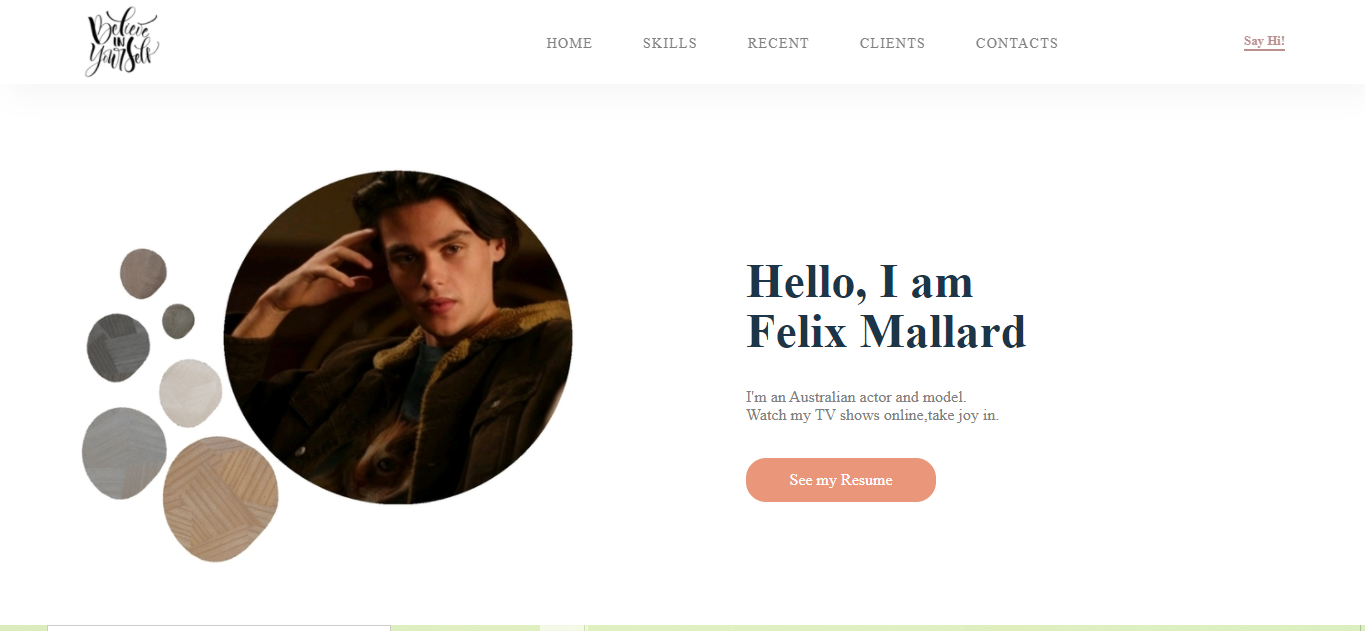 Believe
IN
YourSelf
HOME SKILLS RECENT CLIENTS CONTACTS
Say Hi!
Hello, I am
Felix Mallard
I'm an Australian actor and model.
Watch my TV shows online,take joy in.
See my Resume